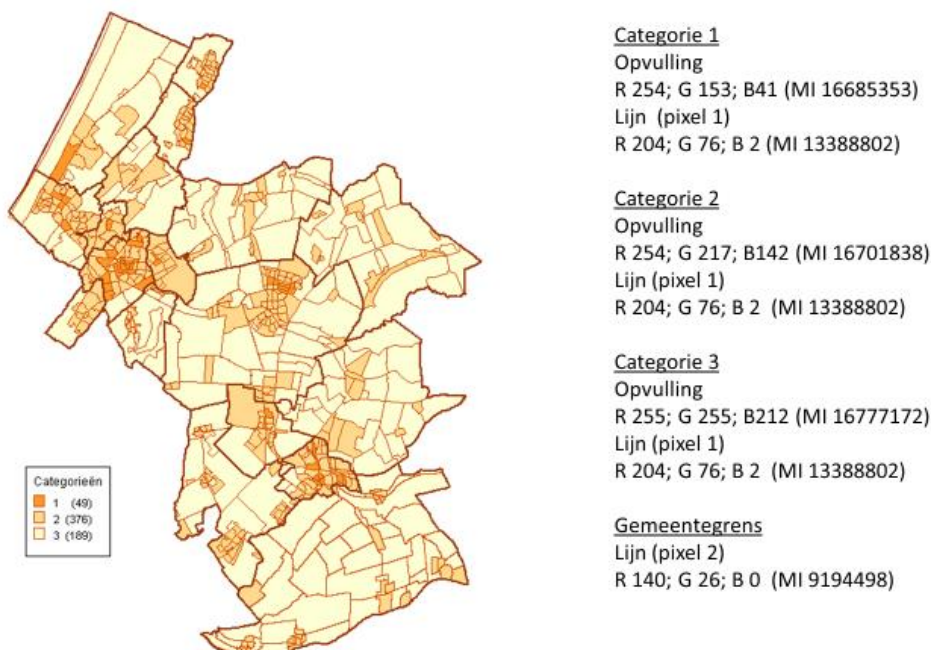 Categorie 1
Opvulling
R 254; G 153; B41 (MI 16685353)
Lijn  (pixel 1)
R 204; G 76; B 2 (MI 13388802)
Categorie 2
Opvulling
R 254; G 217; B142 (MI 16701838)
Lijn (pixel 1)
R 204; G 76; B 2  (MI 13388802)
Categorie 3
Opvulling
R 255; G 255; B212 (MI 16777172)
Lijn (pixel 1)
R 204; G 76; B 2  (MI 13388802)
Gemeentegrens
Lijn (pixel 2)
R 140; G 26; B 0  (MI 9194498)
Categorieën
1 (49)
2 (376)
3 (189)